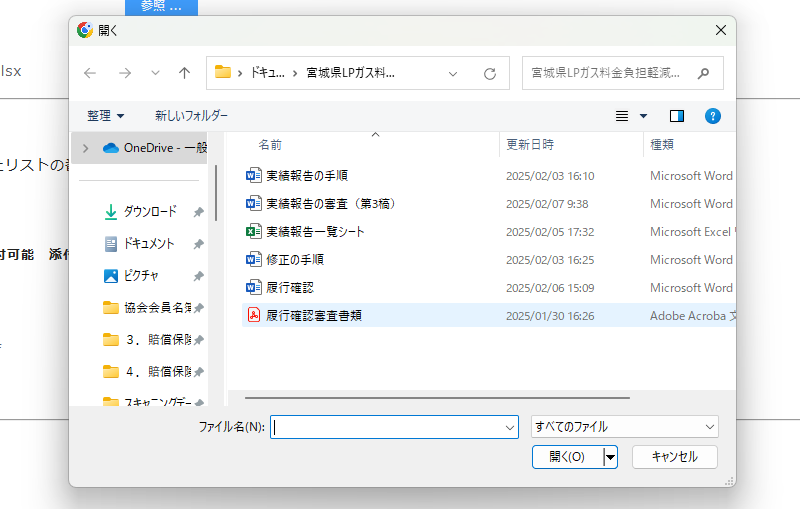 参照 ...
開く
lsx
ドキュ... 宮城県LPガス料... 宮城県LPガス料金負担軽減...
整理 新しいフォルダー
OneDrive - 一般
名前 更新日時 種類
実績報告の手順 2025/02/03 16:10 Microsoft Word
実績報告の審査（第3稿） 2025/02/07 9:38 Microsoft Word
実績報告一覧シート 2025/02/05 17:32 Microsoft Excel
修正の手順 2025/02/03 16:25 Microsoft Word
履行確認 2025/02/06 15:09 Microsoft Word
履行確認審査書類 2025/01/30 16:26 Adobe Acroba 文
ダウンロード
ドキュメント
ピクチャ
協会会員名簿
３．賠償保険
４．賠償保険
スキャニングデー
たリストの
付可能 添付
ファイル名(N): すべてのファイル
開く(O) キャンセル